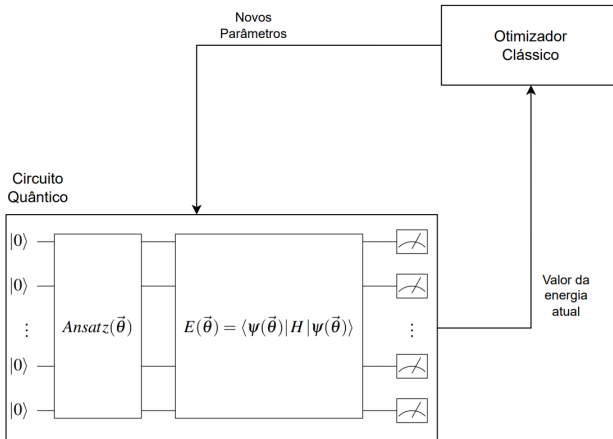 Novos
Parâmetros
Otimizador
Clássico
Circuito
Quântico
|0⟩
|0⟩
⋮
|0⟩
|0⟩
Ansatz(θ⃗)
E(θ⃗) = ⟨ψ(θ⃗)|H|ψ(θ⃗)⟩
⋮
Valor da
energia
atual